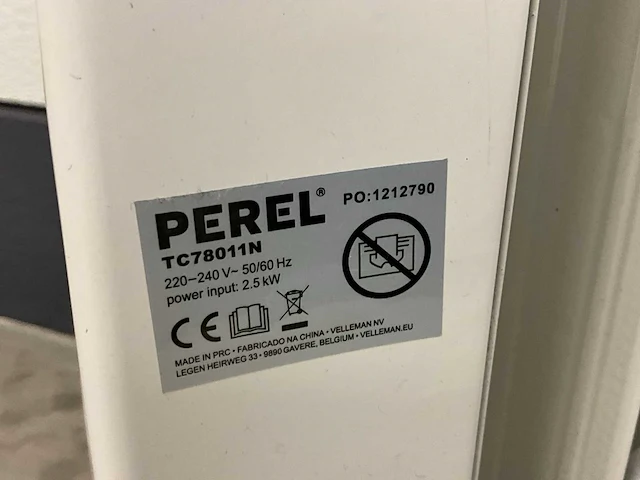 PEREL® PO:1212790
TC78011N
220–240 V~ 50/60 Hz
power input: 2.5 kW
CE
MADE IN PRC • FABRICADO NA CHINA • VELLEMAN NV
LEGEN HEIRWEG 33 • 9890 GAVERE, BELGIUM • VELLEMAN.EU